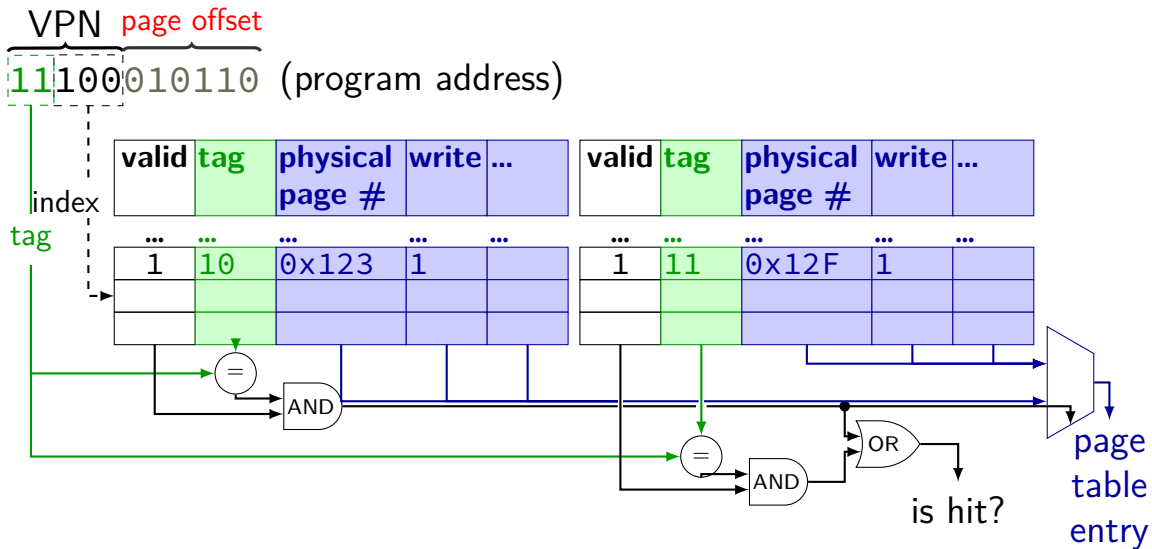 VPN page offset
11100010110 (program address)
valid tag physical page # write ... valid tag physical page # write ...
index
tag
... ... ... ... ... ... ... ... ... ...
1 10 0x123 1 1 11 0x12F 1
=
AND
=
AND
OR
is hit?
page
table
entry